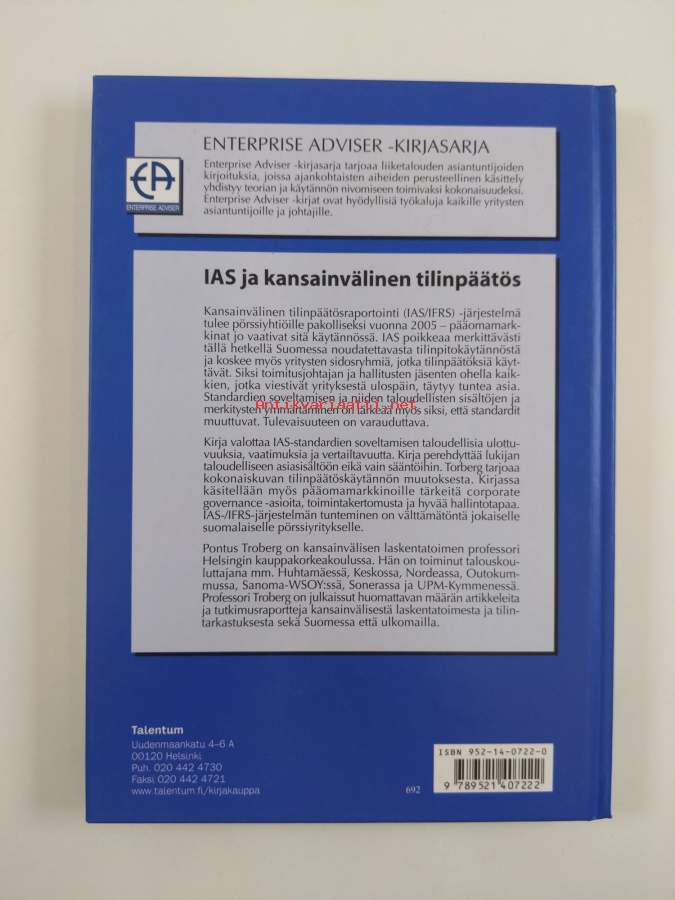 ENTERPRISE ADVISER -KIRJASARJA
Enterprise Adviser -kirjasarja tarjoaa liiketalouden asiantuntijoiden
kirjoituksia, joissa ajankohtaisten aiheiden perusteellinen käsittely
yhdistyy teorian ja käytännön nivomiseen toimivaksi kokonaisuudeksi.
Enterprise Adviser -kirjat ovat hyödyllisiä työkaluja kaikille yritysten
asiantuntijoille ja johtajille.
EA
ENTERPRISE ADVISER
IAS ja kansainvälinen tilinpäätös
Kansainvälinen tilinpäätösraportointi (IAS/IFRS) -järjestelmä
tulee pörssiyhtiöille pakolliseksi vuonna 2005 – pääomamark-
kinat jo vaativat sitä käytännössä. IAS poikkeaa merkittävästi
tällä hetkellä Suomessa noudatettavasta tilinpitokäytännöstä
ja koskee myös yritysten sidosryhmiä, jotka tilinpäätöksiä käyt-
tävät. Siksi toimitusjohtajan ja hallitusten jäsenten ohella kaik-
kien, jotka viestivät yrityksestä ulospäin, täytyy tuntea asia.
Standardien soveltamisen ja niiden taloudellisten sisältöjen ja
antikvariaatti.net
merkitysten ymmärtäminen on tärkeää myös siksi, että standardit
muuttuvat. Tulevaisuuteen on varauduttava.
Kirja valottaa IAS-standardien soveltamisen taloudellisia ulottu-
vuuksia, vaatimuksia ja vertailtavuutta. Kirja perehdyttää lukijan
taloudelliseen asiasisältöön eikä vain sääntöihin. Torberg tarjoaa
kokonaiskuvan tilinpäätöskäytännön muutoksesta. Kirjassa
käsitellään myös pääomamarkkinoille tärkeitä corporate
governance -asioita, toimintakertomusta ja hyvää hallintotapaa.
IAS-/IFRS-järjestelmän tunteminen on välttämätöntä jokaiselle
suomalaiselle pörssiyritykselle.
Pontus Troberg on kansainvälisen laskentatoimen professori
Helsingin kauppakorkeakoulussa. Hän on toiminut talouskou-
luttajana mm. Huhtamäessä, Keskossa, Nordeassa, Outokum-
mussa, Sanoma-WSOY:ssä, Sonerassa ja UPM-Kymmenessä.
Professori Troberg on julkaissut huomattavan määrän artikkeleita
ja tutkimusraportteja kansainvälisestä laskentatoimesta ja tilin-
tarkastuksesta sekä Suomessa että ulkomailla.
Talentum
Uudenmaankatu 4–6 A
00120 Helsinki
Puh. 020 442 4730
Faksi 020 442 4721
www.talentum.fi/kirjakauppa
692
ISBN 952-14-0722-0
9 789521 407222